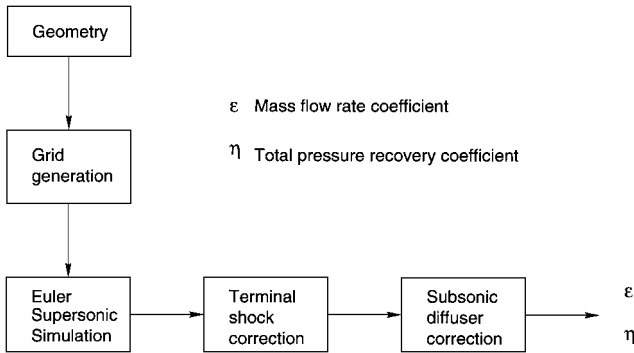 Geometry
ε Mass flow rate coefficient
Grid
generation
η Total pressure recovery coefficient
Euler
Supersonic
Simulation
Terminal
shock
correction
Subsonic
diffuser
correction
ε
η